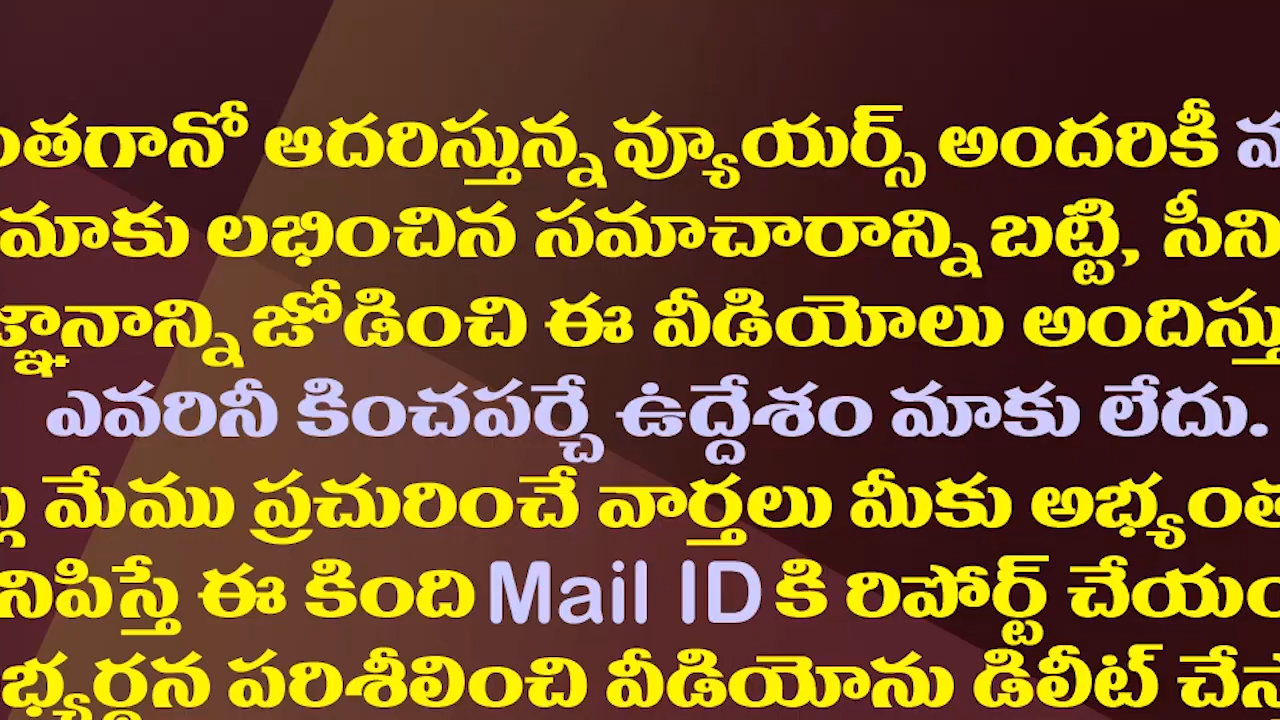 ంతగానో ఆదరిస్తున్న వ్యూయర్స్ అందరికీ
మాకు లభించిన సమాచారాన్ని బట్టి, సీని
జ్ఞానాన్ని జోడించి ఈ వీడియోలు అందిస్తు
ఎవరినీ కించపర్చే ఉద్దేశం మాకు లేదు.
ల్ల మేము ప్రచురించే వార్తలు మీకు అభ్యంత
నిపిస్తే ఈ కింది Mail ID కి రిపోర్ట్ చేయం
భ్యర్థన పరిశీలించి వీడియోను డిలీట్ చేస